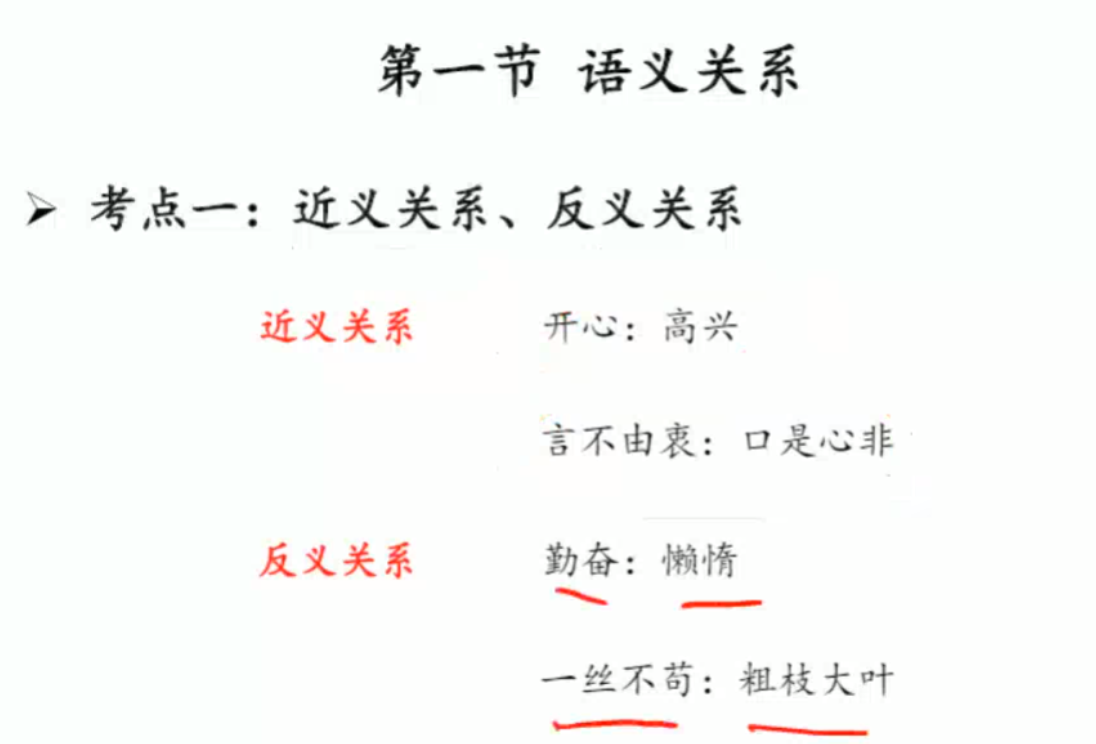 第一节 语义关系
➢ 考点一：近义关系、反义关系
近义关系 开心：高兴
言不由衷：口是心非
反义关系 勤奋：懒惰
一丝不苟：粗枝大叶